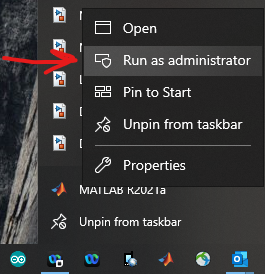 Open
Run as administrator
Pin to Start
Unpin from taskbar
Properties
MATLAB R2021a
Unpin from taskbar